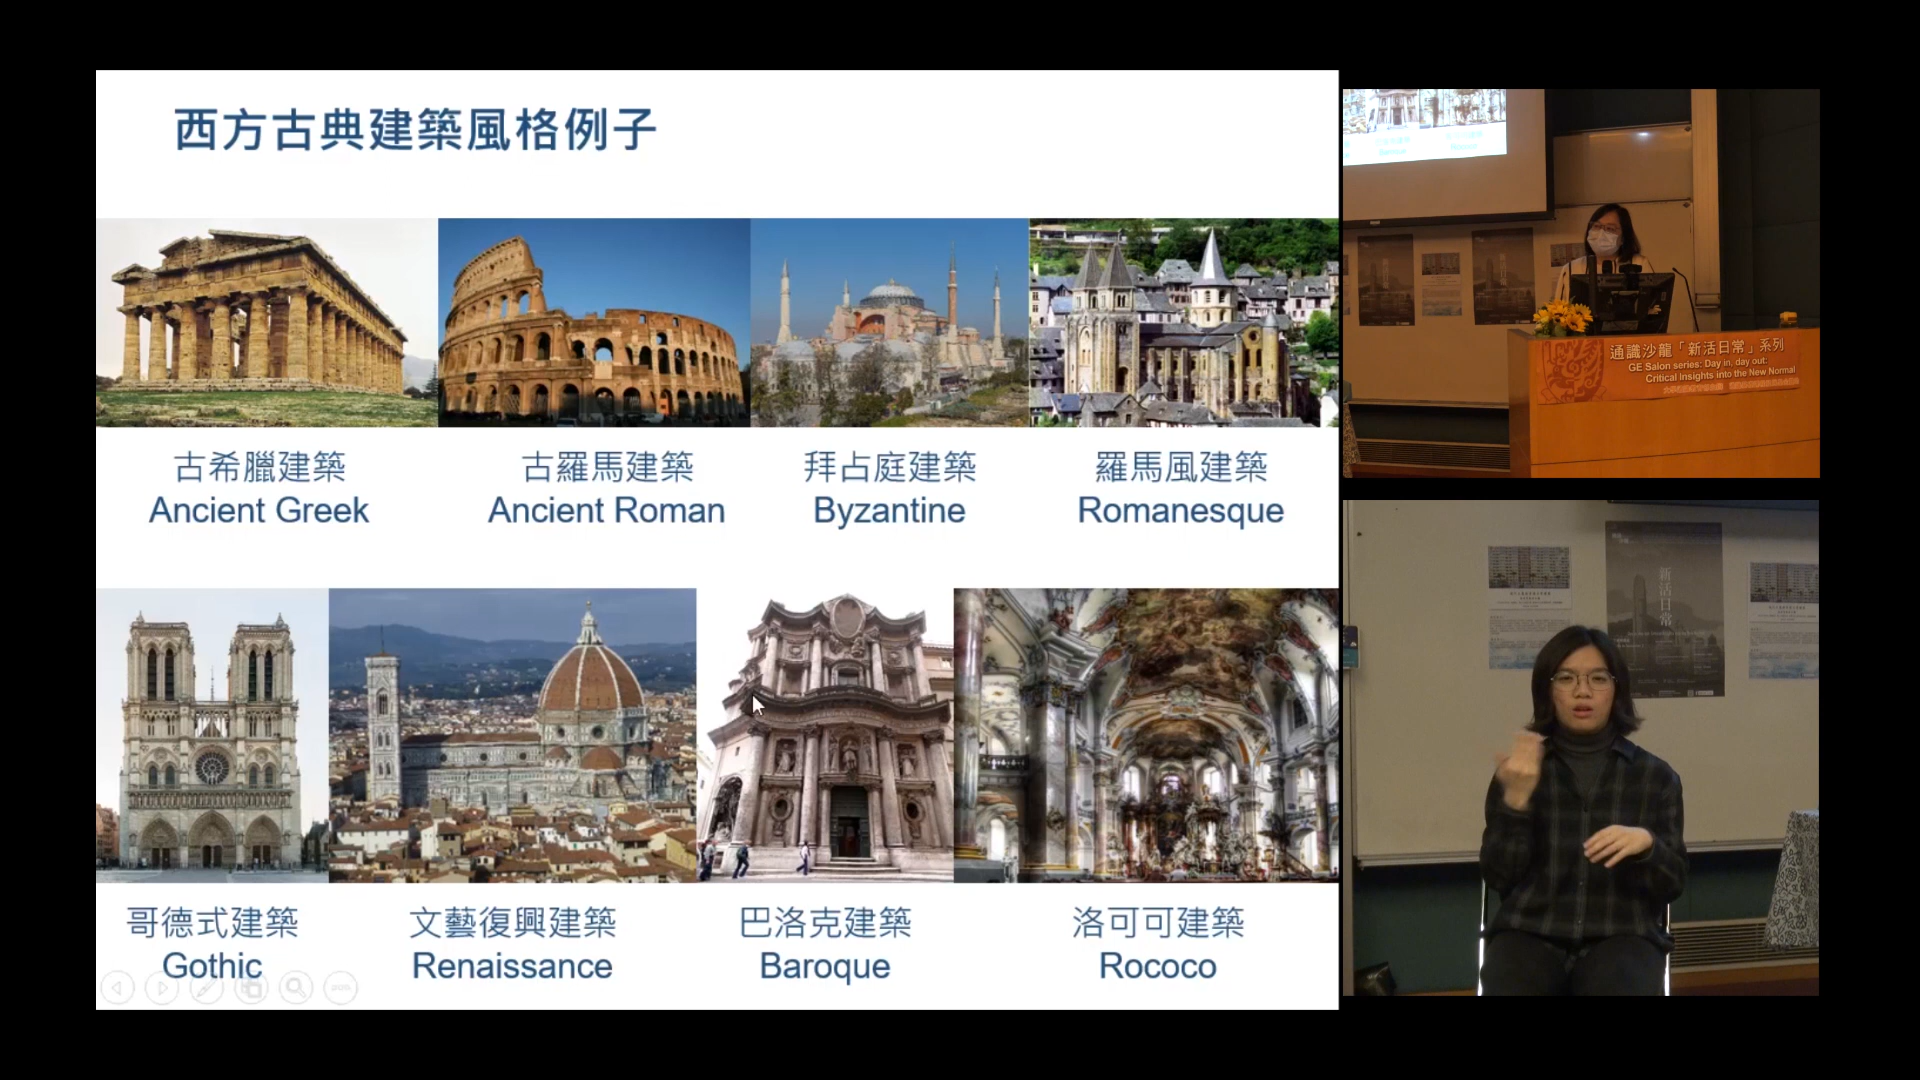 西方古典建築風格例子
古希臘建築
Ancient Greek
古羅馬建築
Ancient Roman
拜占庭建築
Byzantine
羅馬風建築
Romanesque
哥德式建築
Gothic
文藝復興建築
Renaissance
巴洛克建築
Baroque
洛可可建築
Rococo
通識沙龍「新活日常」系列
GE Salon series: Day in, day out:
Critical Insights into the New Normal
新活日常